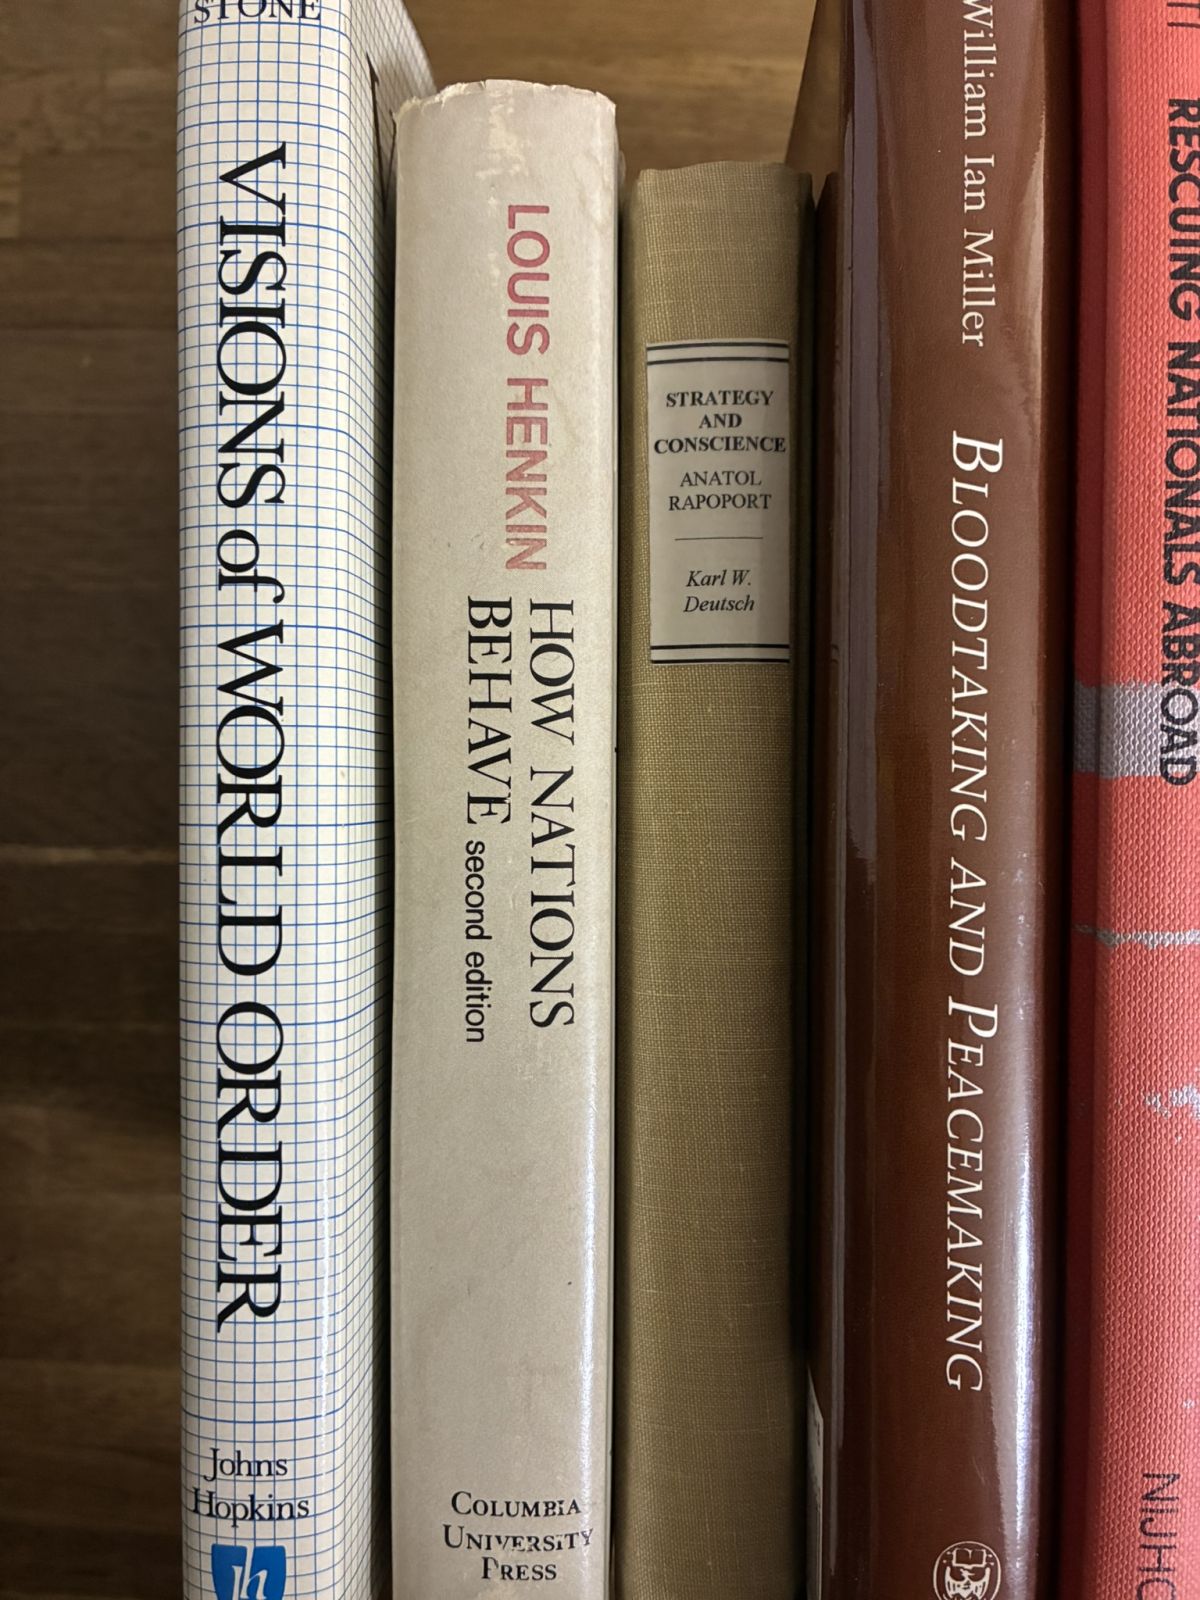 STONE
VISIONS of WORLD ORDER
Johns
Hopkins
jh
LOUIS HENKIN
HOW NATIONS
BEHAVE second edition
COLUMBIA
UNIVERSITY
PRESS
STRATEGY
AND
CONSCIENCE
ANATOL
RAPOPORT
Karl W.
Deutsch
William Ian Miller
BLOODTAKING AND PEACEMAKING
RESCUING NATIONALS ABROAD